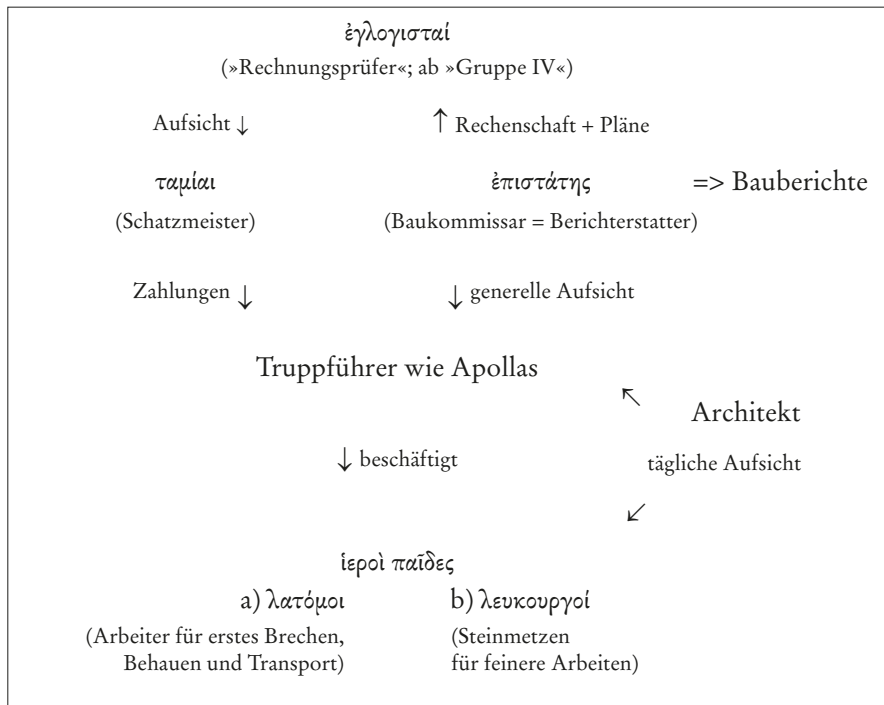 ἐγλογισταί
(»Rechnungsprüfer«; ab »Gruppe IV«)
Aufsicht ↓ ↑ Rechenschaft + Pläne
ταμίαι ἐπιστάτης => Bauberichte
(Schatzmeister) (Baukommissar = Berichterstatter)
Zahlungen ↓ ↓ generelle Aufsicht
Truppführer wie Apollas
↖ Architekt
↓ beschäftigt tägliche Aufsicht
↙
ἱεροὶ παῖδες
a) λατόμοι b) λευκουργοί
(Arbeiter für erstes Brechen, (Steinmetzen
Behauen und Transport) für feinere Arbeiten)